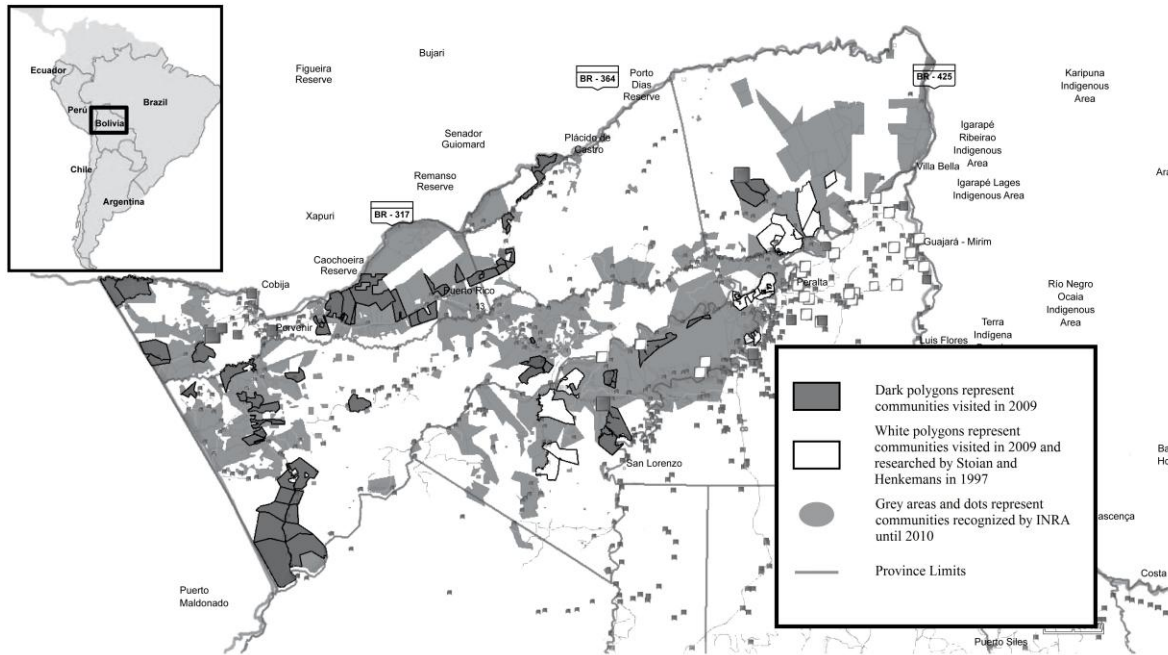 Ecuador
Perú
Brazil
Bolivia
Chile
Argentina
Bujari
Figueira
Reserve
BR - 364
Porto
Dias
Reserve
BR - 425
Karipuna
Indigenous
Area
Senador
Guiomard
Plácido de
Castro
Igarapé
Ribeirao
Indigenous
Area
Villa Bella
Remanso
Reserve
Igarapé Lages
Indigenous Area
Xapuri
BR - 317
Guajará - Mirim
Caochoeira
Reserve
Cobija
Puerto Rico
13
Peralta
Río Negro
Ocaia
Indigenous
Area
Porvenir
Terra
Indígena
Luis Flores
San Lorenzo
Puerto
Maldonado
Dark polygons represent
communities visited in 2009
White polygons represent
communities visited in 2009 and
researched by Stoian and
Henkemans in 1997
Grey areas and dots represent
communities recognized by INRA
until 2010
Province Limits
ascença
Costa
Puerto Siles